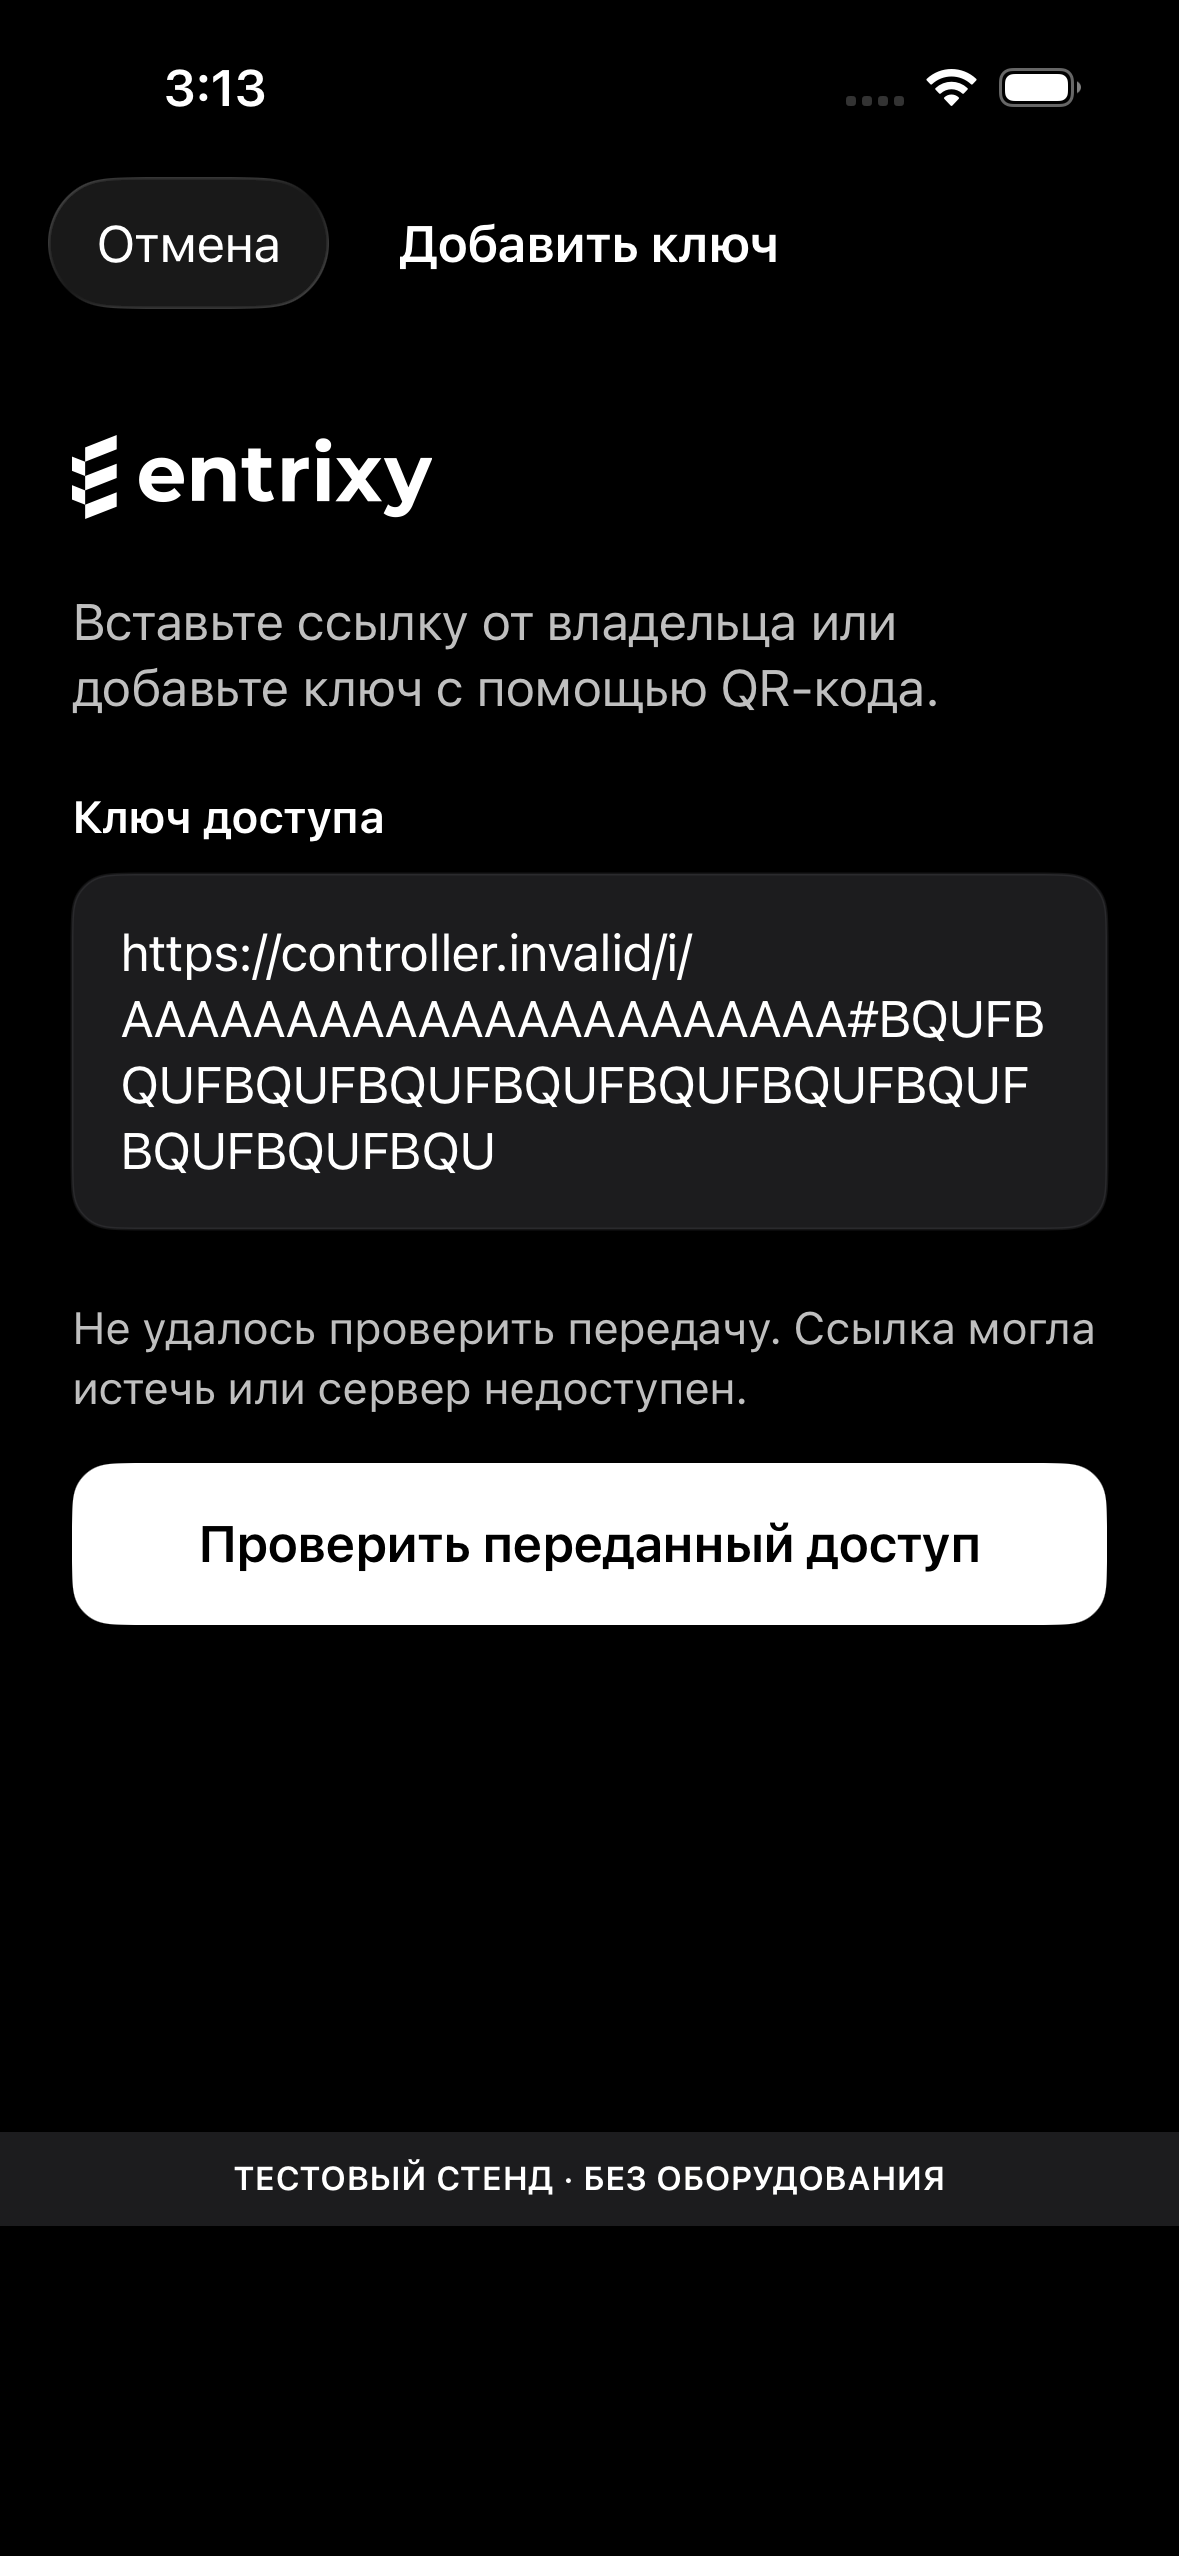 3:13
Отмена
Добавить ключ
entrixy
Вставьте ссылку от владельца или
добавьте ключ с помощью QR-кода.
Ключ доступа
https://controller.invalid/i/
AAAAAAAAAAAAAAAAAAAAAA#BQUFB
QUFBQUFBQUFBQUFBQUFBQUFBQUF
BQUFBQUFBQU
Не удалось проверить передачу. Ссылка могла
истечь или сервер недоступен.
Проверить переданный доступ
ТЕСТОВЫЙ СТЕНД · БЕЗ ОБОРУДОВАНИЯ